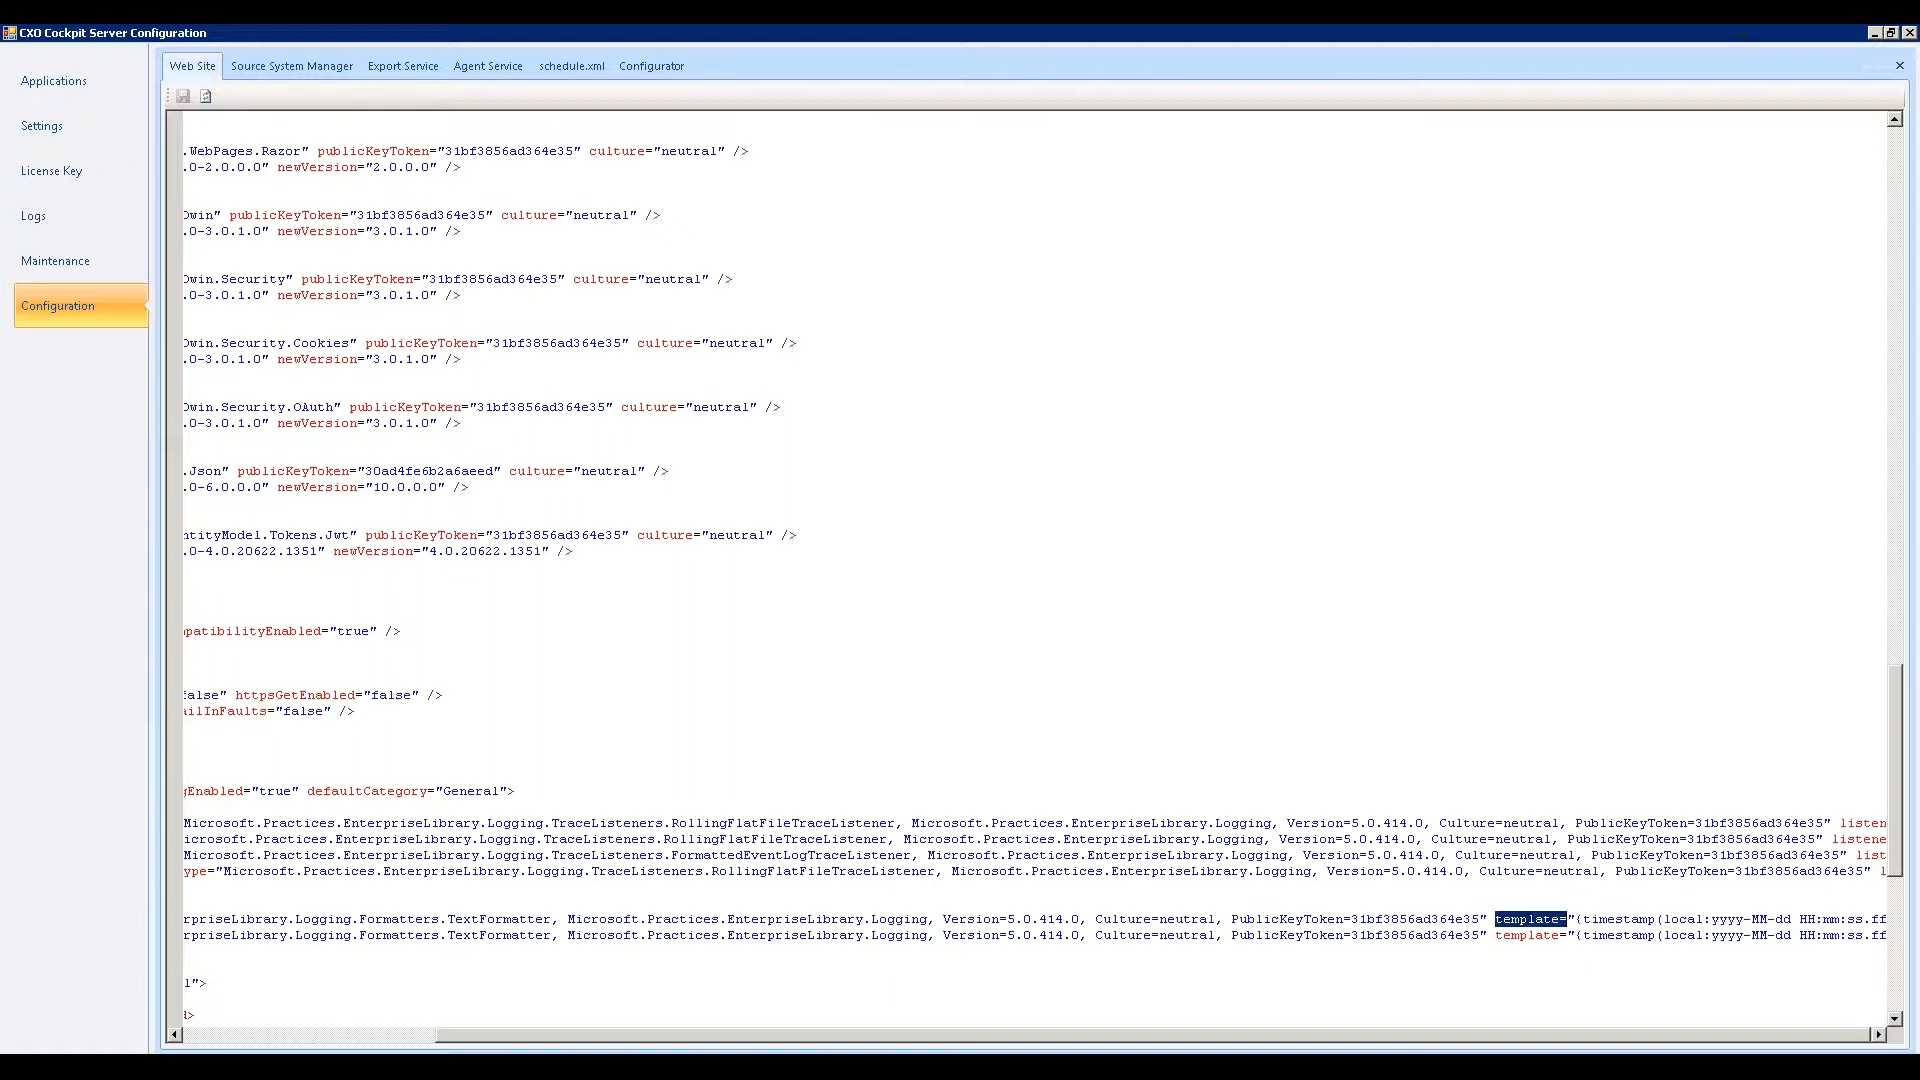 CXO Cockpit Server Configuration
Applications
Settings
License Key
Logs
Maintenance
Configuration
Web Site Source System Manager Export Service Agent Service schedule.xml Configurator
.WebPages.Razor" publicKeyToken="31bf3856ad364e35" culture="neutral" />
.0-2.0.0.0" newVersion="2.0.0.0" />
Owin" publicKeyToken="31bf3856ad364e35" culture="neutral" />
.0-3.0.1.0" newVersion="3.0.1.0" />
Owin.Security" publicKeyToken="31bf3856ad364e35" culture="neutral" />
.0-3.0.1.0" newVersion="3.0.1.0" />
Owin.Security.Cookies" publicKeyToken="31bf3856ad364e35" culture="neutral" />
.0-3.0.1.0" newVersion="3.0.1.0" />
Owin.Security.OAuth" publicKeyToken="31bf3856ad364e35" culture="neutral" />
.0-3.0.1.0" newVersion="3.0.1.0" />
.Json" publicKeyToken="30ad4fe6b2a6aeed" culture="neutral" />
.0-6.0.0.0" newVersion="10.0.0.0" />
ntityModel.Tokens.Jwt" publicKeyToken="31bf3856ad364e35" culture="neutral" />
.0-4.0.20622.1351" newVersion="4.0.20622.1351" />
mpatibilityEnabled="true" />
false" httpsGetEnabled="false" />
ailInFaults="false" />
gEnabled="true" defaultCategory="General">
Microsoft.Practices.EnterpriseLibrary.Logging.TraceListeners.RollingFlatFileTraceListener, Microsoft.Practices.EnterpriseLibrary.Logging, Version=5.0.414.0, Culture=neutral, PublicKeyToken=31bf3856ad364e35" listen
icrosoft.Practices.EnterpriseLibrary.Logging.TraceListeners.RollingFlatFileTraceListener, Microsoft.Practices.EnterpriseLibrary.Logging, Version=5.0.414.0, Culture=neutral, PublicKeyToken=31bf3856ad364e35" listene
Microsoft.Practices.EnterpriseLibrary.Logging.TraceListeners.FormattedEventLogTraceListener, Microsoft.Practices.EnterpriseLibrary.Logging, Version=5.0.414.0, Culture=neutral, PublicKeyToken=31bf3856ad364e35" list
ype="Microsoft.Practices.EnterpriseLibrary.Logging.TraceListeners.RollingFlatFileTraceListener, Microsoft.Practices.EnterpriseLibrary.Logging, Version=5.0.414.0, Culture=neutral, PublicKeyToken=31bf3856ad364e35" l
rpriseLibrary.Logging.Formatters.TextFormatter, Microsoft.Practices.EnterpriseLibrary.Logging, Version=5.0.414.0, Culture=neutral, PublicKeyToken=31bf3856ad364e35" template="{timestamp(local:yyyy-MM-dd HH:mm:ss.ff
rpriseLibrary.Logging.Formatters.TextFormatter, Microsoft.Practices.EnterpriseLibrary.Logging, Version=5.0.414.0, Culture=neutral, PublicKeyToken=31bf3856ad364e35" template="{timestamp(local:yyyy-MM-dd HH:mm:ss.ff
l">
d>